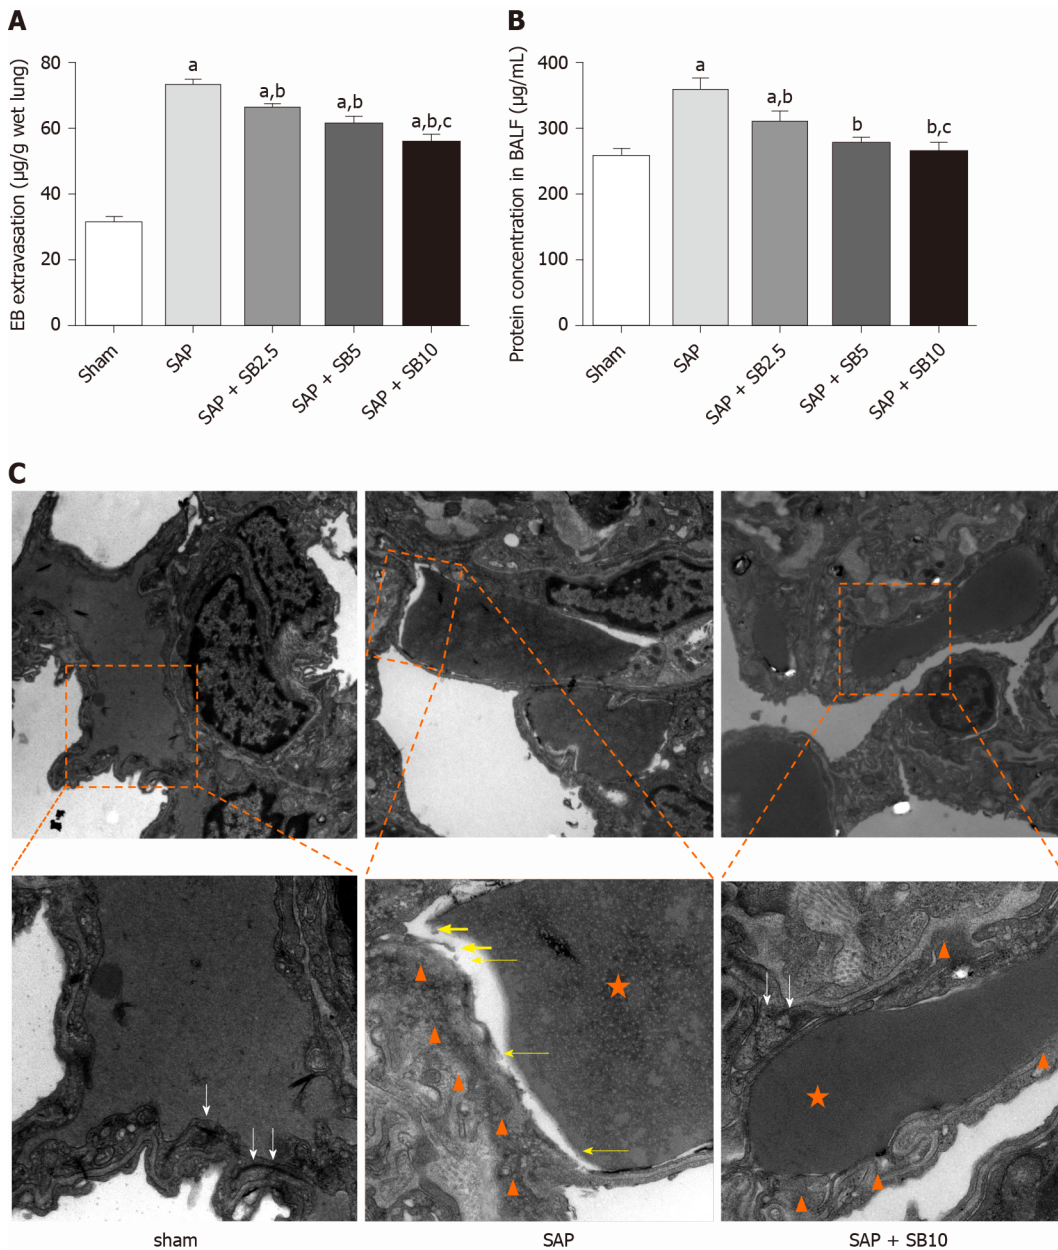 A
EB extravasation (µg/g wet lung)
80
60
40
20
0
a
a,b
a,b
a,b,c
Sham
SAP
SAP + SB2.5
SAP + SB5
SAP + SB10
B
Protein concentration in BALF (µg/mL)
400
300
200
100
0
a
a,b
b
b,c
Sham
SAP
SAP + SB2.5
SAP + SB5
SAP + SB10
C
sham
SAP
SAP + SB10